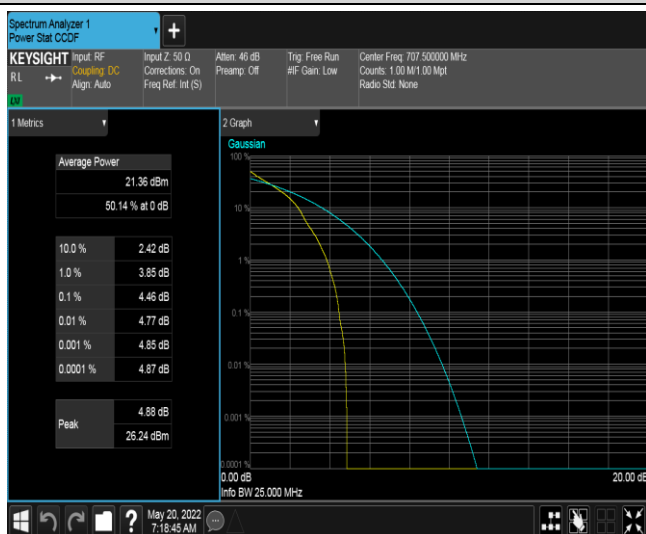 Spectrum Analyzer 1
Power Stat CCDF
KEYSIGHT
RL
Input: RF
Coupling: DC
Align: Auto
Input Z: 50 Ω
Corrections: On
Freq Ref: Int (S)
Atten: 46 dB
Preamp: Off
Trig: Free Run
#IF Gain: Low
Center Freq: 707.500000 MHz
Counts: 1.00 M/1.00 Mpt
Radio Std: None
1 Metrics
Average Power
21.36 dBm
50.14 % at 0 dB
10.0 % 2.42 dB
1.0 % 3.85 dB
0.1 % 4.46 dB
0.01 % 4.77 dB
0.001 % 4.85 dB
0.0001 % 4.87 dB
Peak
4.88 dB
26.24 dBm
2 Graph
Gaussian
100 %
10 %
1 %
0.1 %
0.01 %
0.001 %
0.0001 %
0.00 dB
20.00 dB
Info BW 25.000 MHz
May 20, 2022
7:18:45 AM